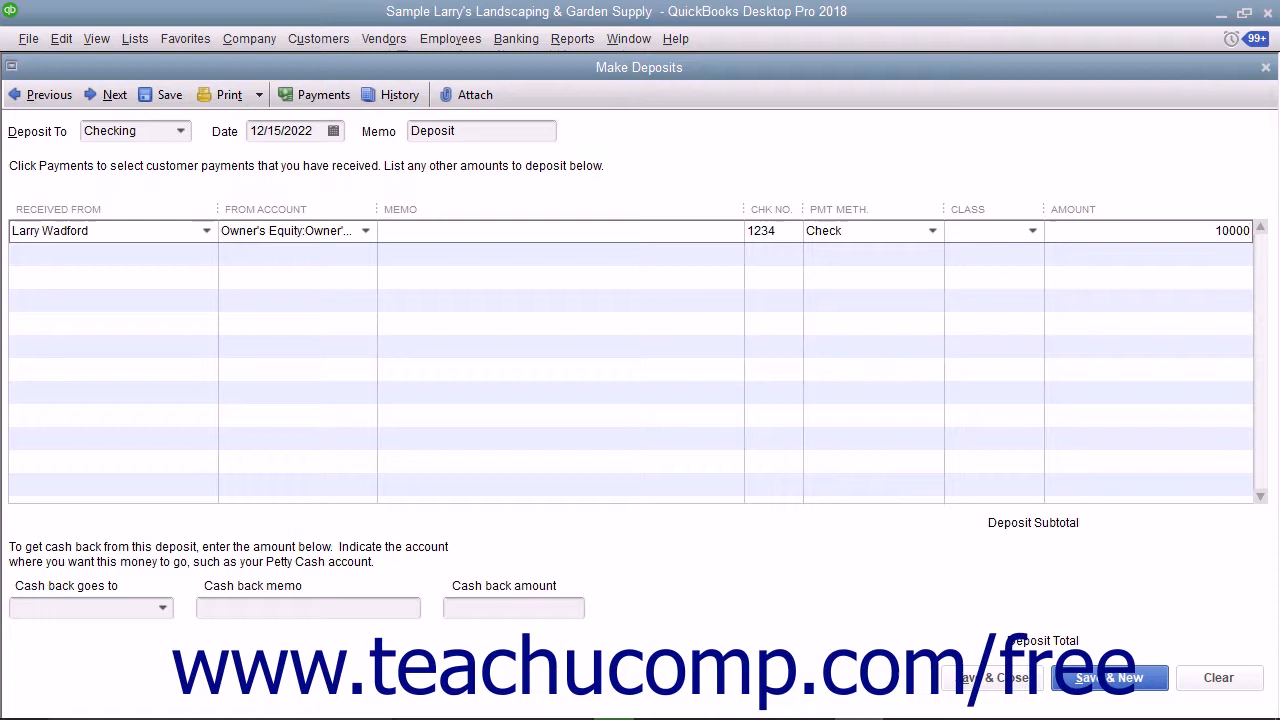 Sample Larry's Landscaping & Garden Supply - QuickBooks Desktop Pro 2018
File Edit View Lists Favorites Company Customers Vendors Employees Banking Reports Window Help 99+
Make Deposits
Previous Next Save Print Payments History Attach
Deposit To Checking Date 12/15/2022 Memo Deposit
Click Payments to select customer payments that you have received. List any other amounts to deposit below.
RECEIVED FROM FROM ACCOUNT MEMO CHK NO. PMT METH. CLASS AMOUNT
Larry Wadford Owner's Equity:Owner'... 1234 Check 10000
Deposit Subtotal
To get cash back from this deposit, enter the amount below. Indicate the account
where you want this money to go, such as your Petty Cash account.
Cash back goes to Cash back memo Cash back amount
Deposit Total
www.teachucomp.com/free
Save & Close Save & New Clear